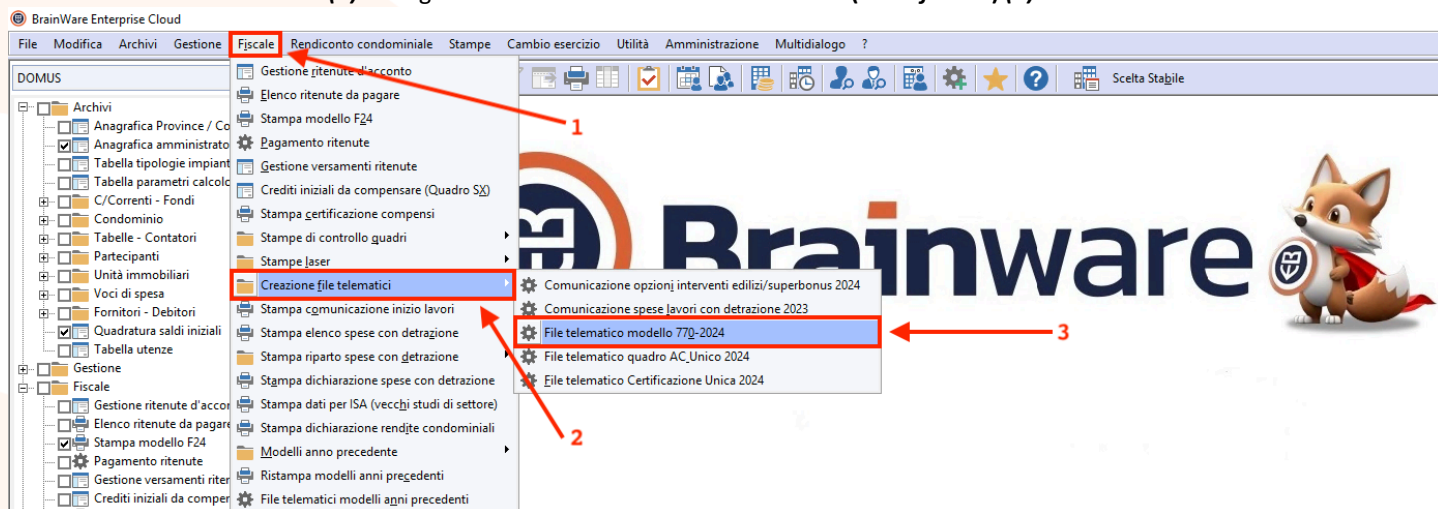 BrainWare Enterprise Cloud
File Modifica Archivi Gestione Fiscale Rendiconto condominiale Stampe Cambio esercizio Utilità Amministrazione Multidialogo ?
DOMUS
Scelta Stabile
Archivi
Anagrafica Province / Co
Anagrafica amministrato
Tabella tipologie impiant
Tabella parametri calcolo
C/Correnti - Fondi
Condominio
Tabelle - Contatori
Partecipanti
Unità immobiliari
Voci di spesa
Fornitori - Debitori
Quadratura saldi iniziali
Tabella utenze
Gestione
Fiscale
Gestione ritenute d'accor
Elenco ritenute da pagare
Stampa modello F24
Pagamento ritenute
Gestione versamenti riter
Crediti iniziali da comper
Gestione ritenute d'acconto
Elenco ritenute da pagare
Stampa modello F24
Pagamento ritenute
Gestione versamenti ritenute
Crediti iniziali da compensare (Quadro SX)
Stampa certificazione compensi
Stampe di controllo quadri
Stampe laser
Creazione file telematici
Stampa comunicazione inizio lavori
Stampa elenco spese con detrazione
Stampa riparto spese con detrazione
Stampa dichiarazione spese con detrazione
Stampa dati per ISA (vecchi studi di settore)
Stampa dichiarazione rendite condominiali
Modelli anno precedente
Ristampa modelli anni precedenti
File telematici modelli anni precedenti
Comunicazione opzioni interventi edilizi/superbonus 2024
Comunicazione spese lavori con detrazione 2023
File telematico modello 770-2024
File telematico quadro AC_Unico 2024
File telematico Certificazione Unica 2024
1
2
3
Brainware